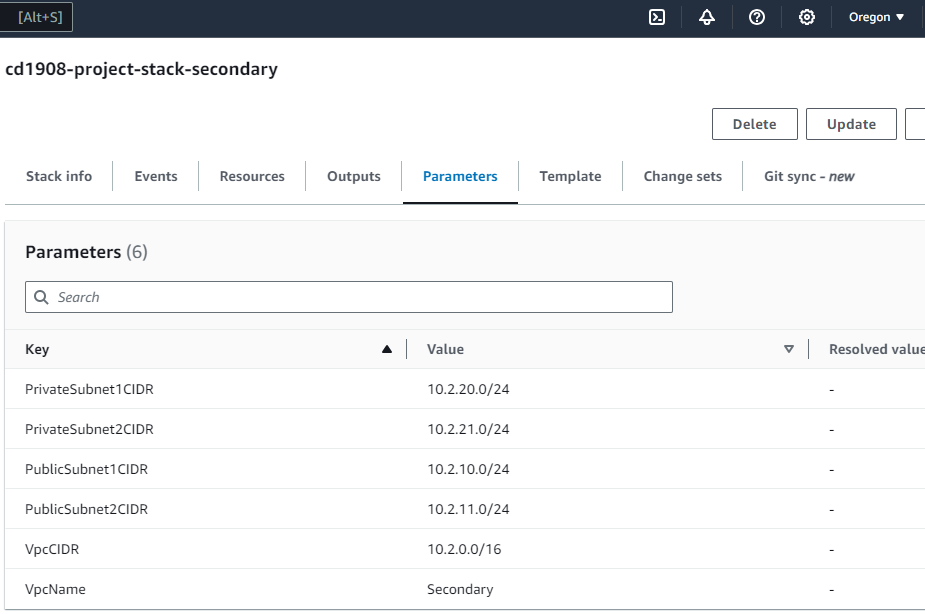 [Alt+S] Oregon
cd1908-project-stack-secondary
Delete Update
Stack info Events Resources Outputs Parameters Template Change sets Git sync - new
Parameters (6)
Search
Key Value Resolved value
PrivateSubnet1CIDR 10.2.20.0/24 -
PrivateSubnet2CIDR 10.2.21.0/24 -
PublicSubnet1CIDR 10.2.10.0/24 -
PublicSubnet2CIDR 10.2.11.0/24 -
VpcCIDR 10.2.0.0/16 -
VpcName Secondary -